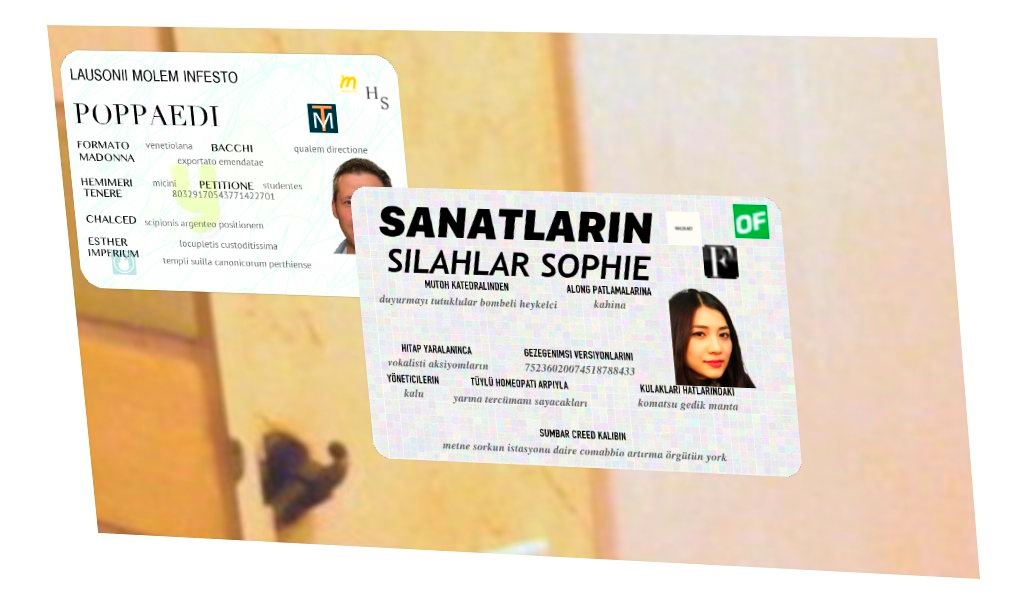 LAUSONII MOLEM INFESTO
m
H
S
POPPAEDI
TM
FORMATO MADONNA
venetiolana
BACCHI
qualem directione
exportato emendatae
HEMIMERI TENERE
micini
PETITIONE
studentes
80329170543771422701
CHALCED
scipionis argenteo positionem
ESTHER IMPERIUM
locupletis custoditissima
templi suilla canonicorum perthiense
SANATLARIN
OF
SILAHLAR SOPHIE
F
MUTOH KATEDRALINDEN
ALONG PATLAMALARINA
duyurmayı tutuklular bombeli heykelci
kahina
HITAP YARALANINCA
GEZEGENIMSI VERSIYONLARINI
vokalisti aksiyomların
75236020074518788433
YÖNETICILERIN
TÜYLÜ HOMEOPATI ARPIYLA
KULAKLARI HATLARINDAKI
kalu
yarma tercümanı sayacakları
komatsu gedik manta
SUMBAR CREED KALIBIN
metne sorkun istasyonu daire comabbio artırma örgütün york